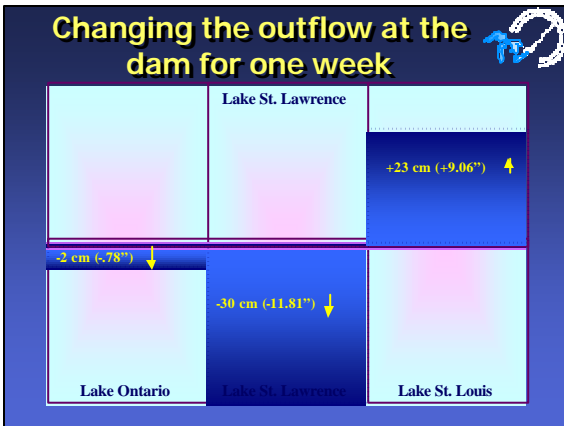 Changing the outflow at the
dam for one week
Lake St. Lawrence
+23 cm (+9.06”)
-2 cm (-.78”)
-30 cm (-11.81”)
Lake Ontario
Lake St. Lawrence
Lake St. Louis